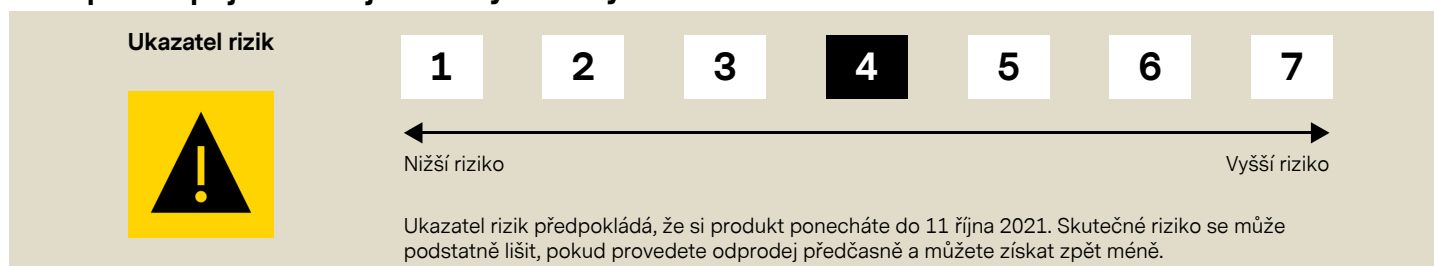 Ukazatel rizik
1 2 3 4 5 6 7
Nižší riziko Vyšší riziko
Ukazatel rizik předpokládá, že si produkt ponecháte do 11 října 2021. Skutečné riziko se může
podstatně lišit, pokud provedete odprodej předčasně a můžete získat zpět méně.